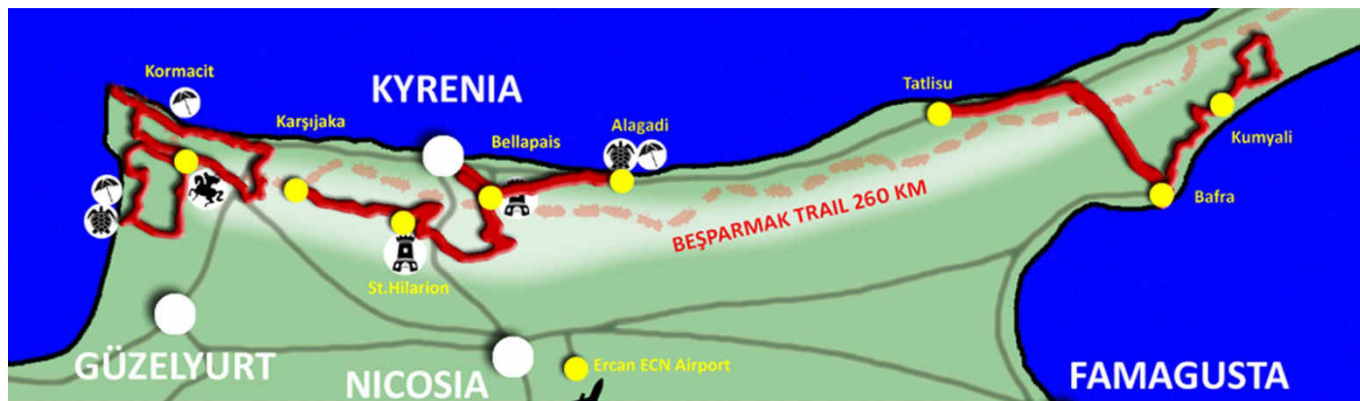 Kormacit
KYRENIA
Karşıjaka
Bellapais
Alagadi
Tatlisu
Kumyali
Bafra
BEŞPARMAK TRAIL 260 KM
St.Hilarion
GÜZELYURT
NICOSIA
Ercan ECN Airport
FAMAGUSTA